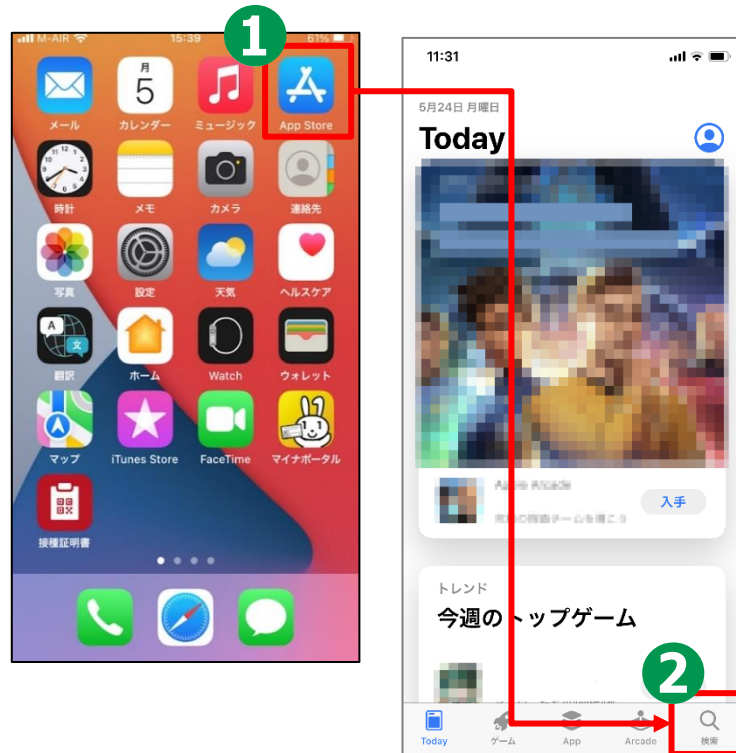 1
M-AIR 15:39 61%
月
5
メール カレンダー ミュージック App Store
時計 メモ カメラ 連絡先
写真 設定 天気 ヘルスケア
A 文
翻訳 ホーム Watch ウォレット
マップ iTunes Store FaceTime マイナポータル
接種証明書
11:31
5月24日 月曜日
Today
入手
トレンド
今週のトップゲーム
2
Today ゲーム App Arcade 検索